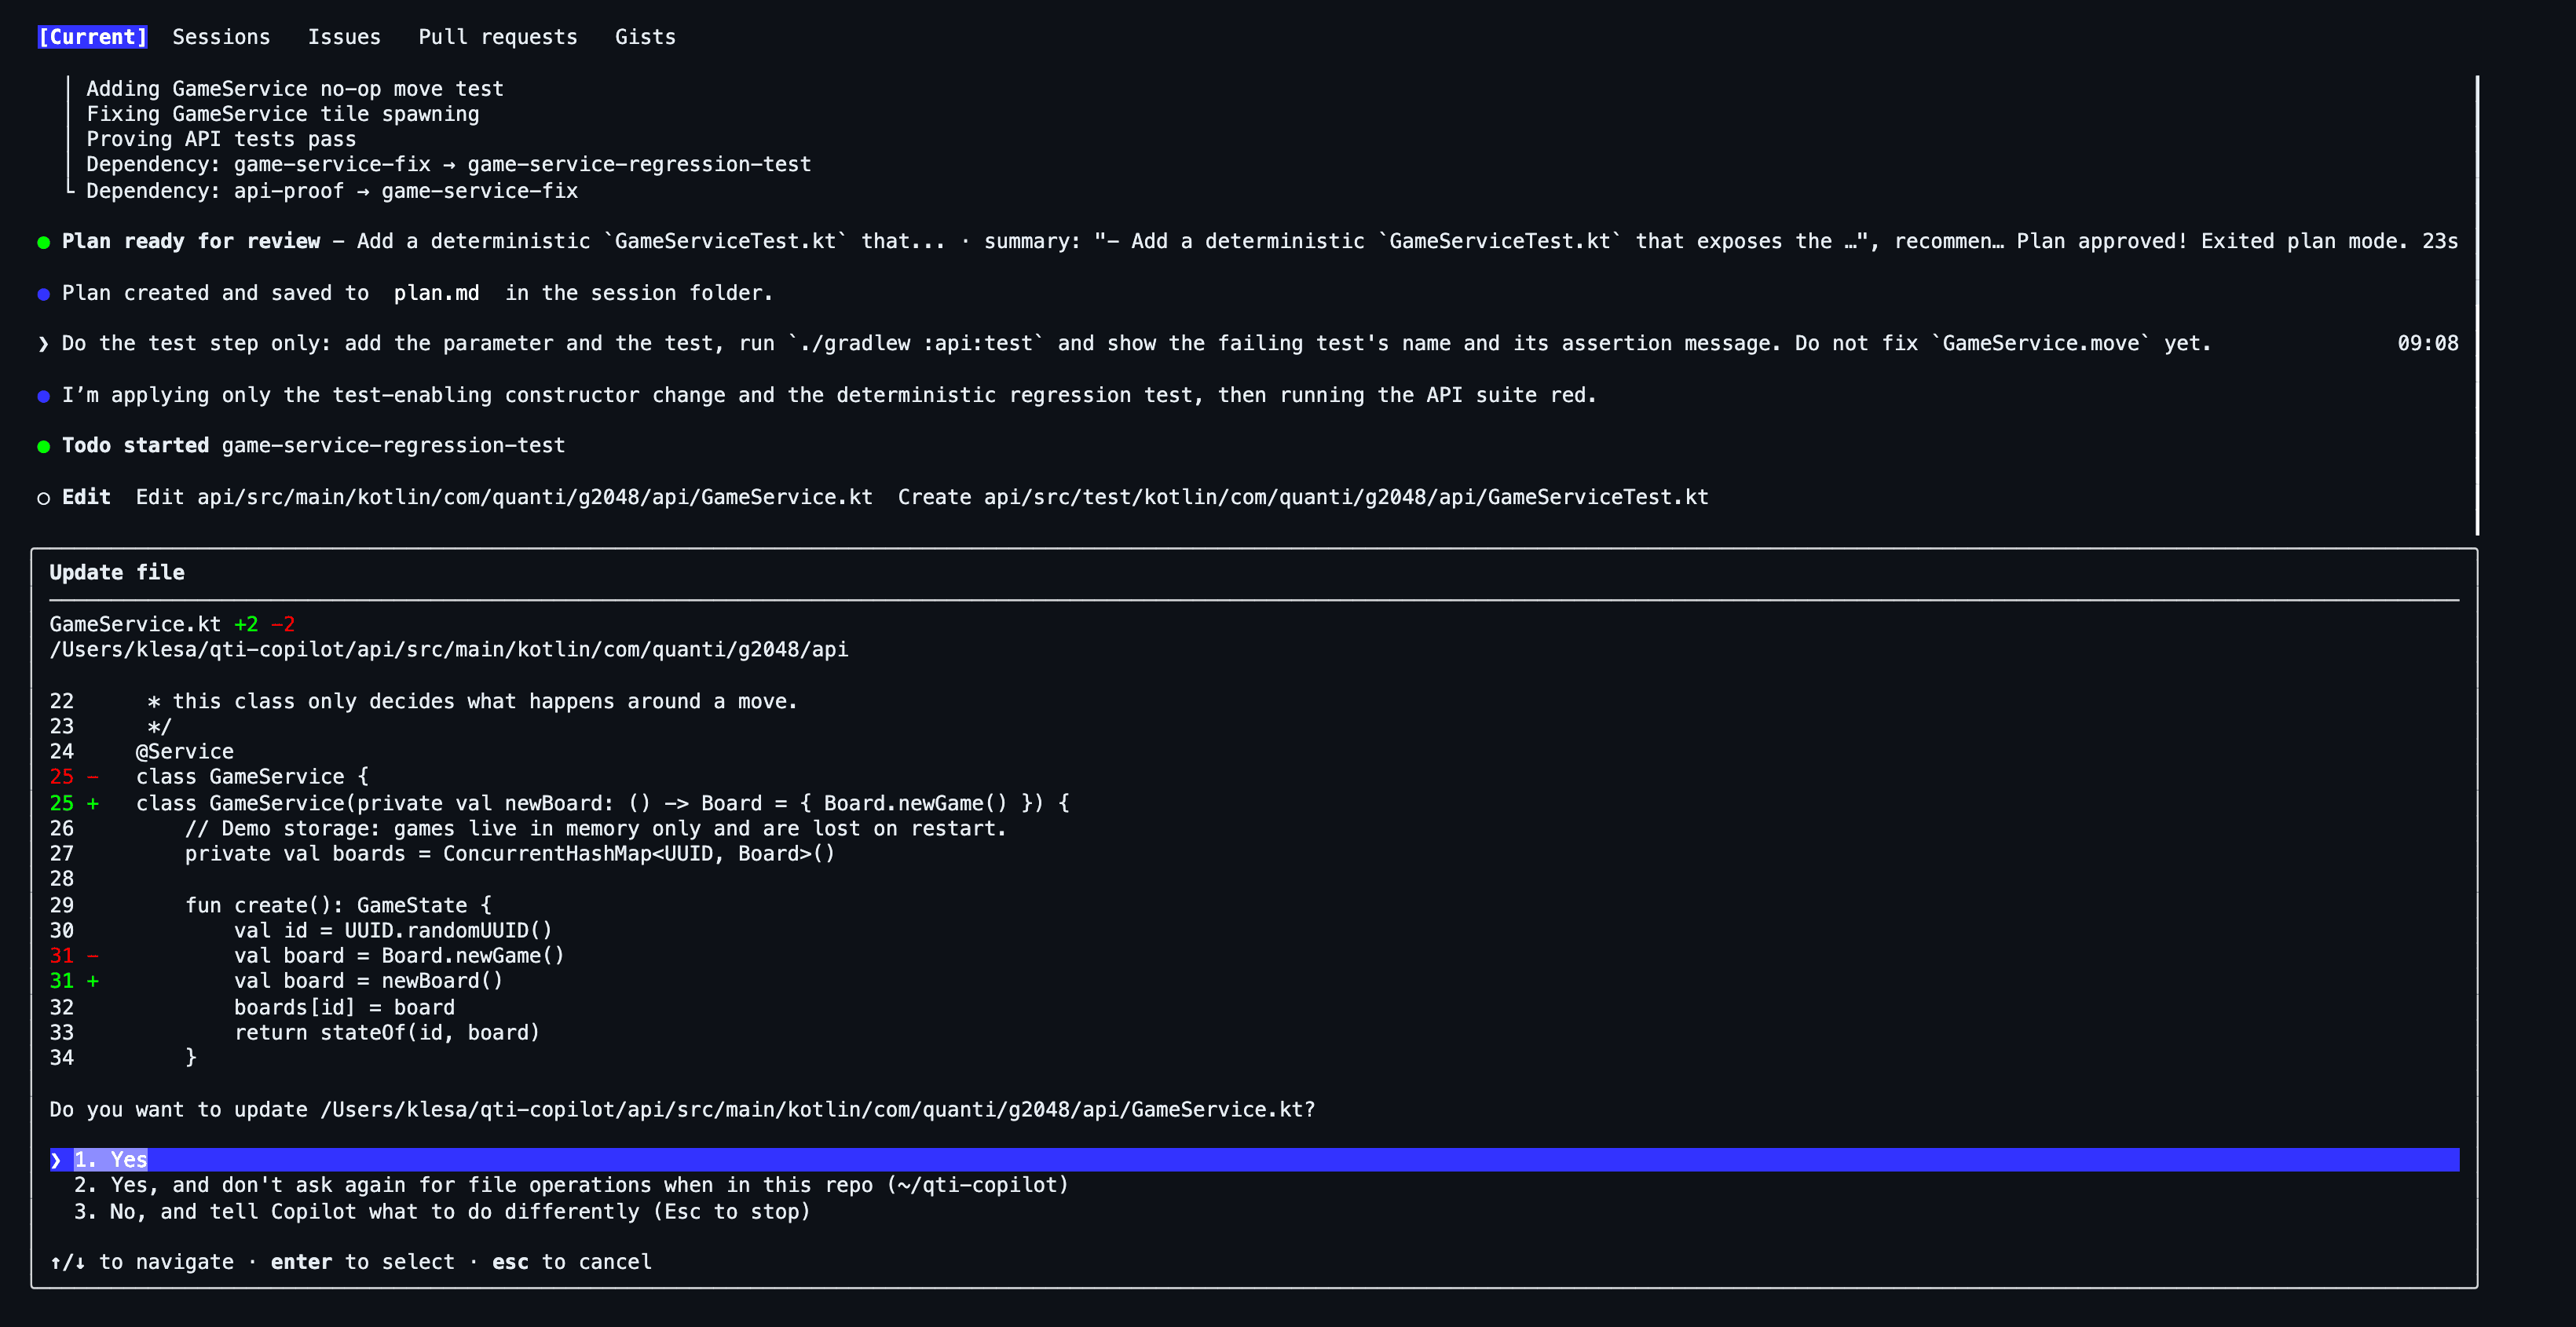 [Current]  Sessions   Issues   Pull requests   Gists
│ Adding GameService no-op move test
│ Fixing GameService tile spawning
│ Proving API tests pass
│ Dependency: game-service-fix → game-service-regression-test
└ Dependency: api-proof → game-service-fix
● Plan ready for review – Add a deterministic `GameServiceTest.kt` that... · summary: "- Add a deterministic `GameServiceTest.kt` that exposes the …", recommen… Plan approved! Exited plan mode. 23s
● Plan created and saved to  plan.md  in the session folder.
❯ Do the test step only: add the parameter and the test, run `./gradlew :api:test` and show the failing test's name and its assertion message. Do not fix `GameService.move` yet. 09:08
● I’m applying only the test-enabling constructor change and the deterministic regression test, then running the API suite red.
● Todo started game-service-regression-test
○ Edit  Edit api/src/main/kotlin/com/quanti/g2048/api/GameService.kt  Create api/src/test/kotlin/com/quanti/g2048/api/GameServiceTest.kt
Update file
GameService.kt +2 -2
/Users/klesa/qti-copilot/api/src/main/kotlin/com/quanti/g2048/api
22      * this class only decides what happens around a move.
23      */
24     @Service
25 -   class GameService {
25 +   class GameService(private val newBoard: () -> Board = { Board.newGame() }) {
26         // Demo storage: games live in memory only and are lost on restart.
27         private val boards = ConcurrentHashMap<UUID, Board>()
28
29         fun create(): GameState {
30             val id = UUID.randomUUID()
31 -           val board = Board.newGame()
31 +           val board = newBoard()
32             boards[id] = board
33             return stateOf(id, board)
34         }
Do you want to update /Users/klesa/qti-copilot/api/src/main/kotlin/com/quanti/g2048/api/GameService.kt?
❯ 1. Yes
2. Yes, and don't ask again for file operations when in this repo (~/qti-copilot)
3. No, and tell Copilot what to do differently (Esc to stop)
↑/↓ to navigate · enter to select · esc to cancel